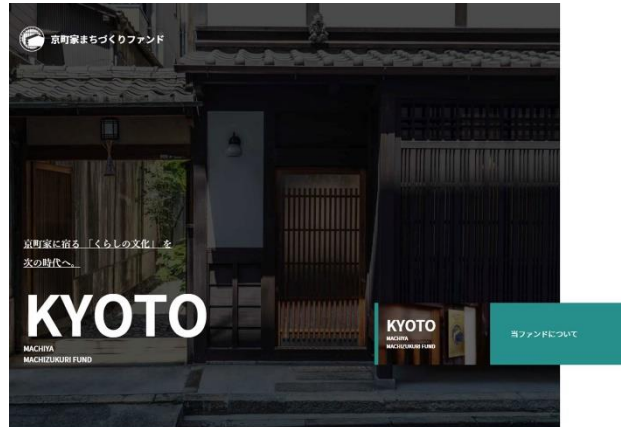 京町家まちづくりファンド
京町家に宿る「くらしの文化」を
次の時代へ。
KYOTO
MACHIYA
MACHIZUKURI FUND
KYOTO
MACHIYA
MACHIZUKURI FUND
当ファンドについて